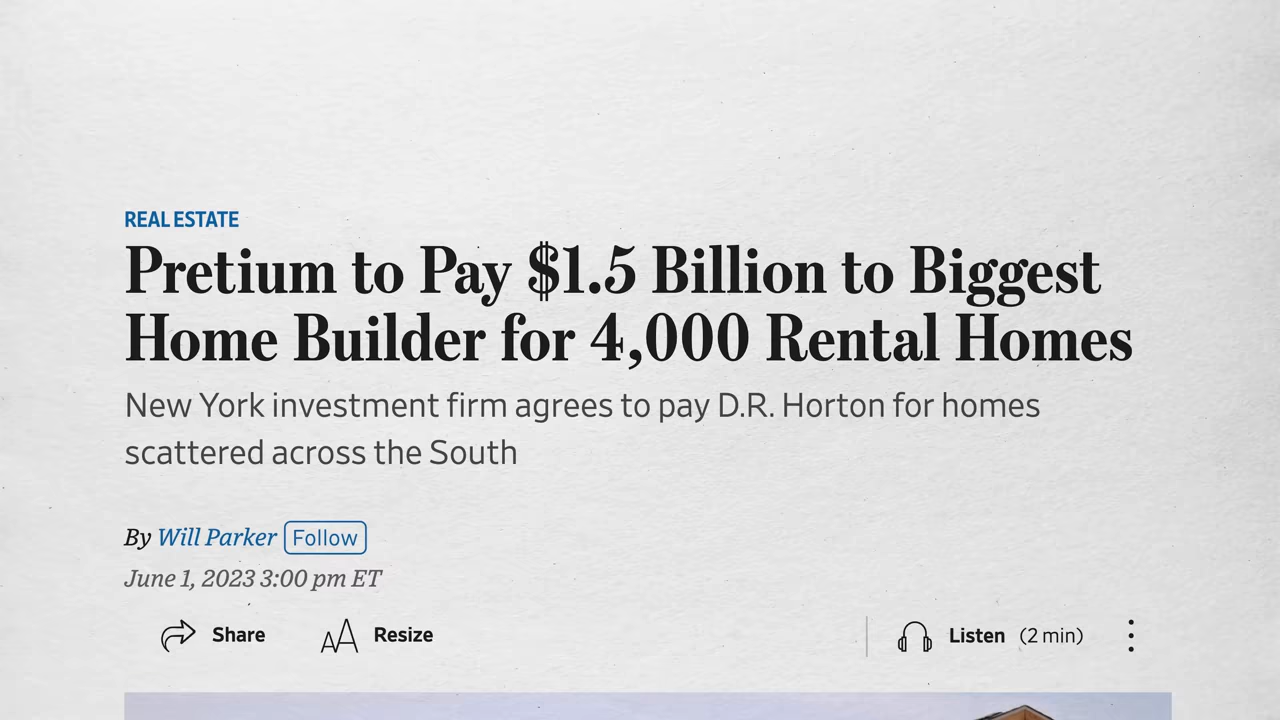 REAL ESTATE
Pretium to Pay $1.5 Billion to Biggest
Home Builder for 4,000 Rental Homes
New York investment firm agrees to pay D.R. Horton for homes
scattered across the South
By Will Parker Follow
June 1, 2023 3:00 pm ET
Share Resize Listen (2 min)